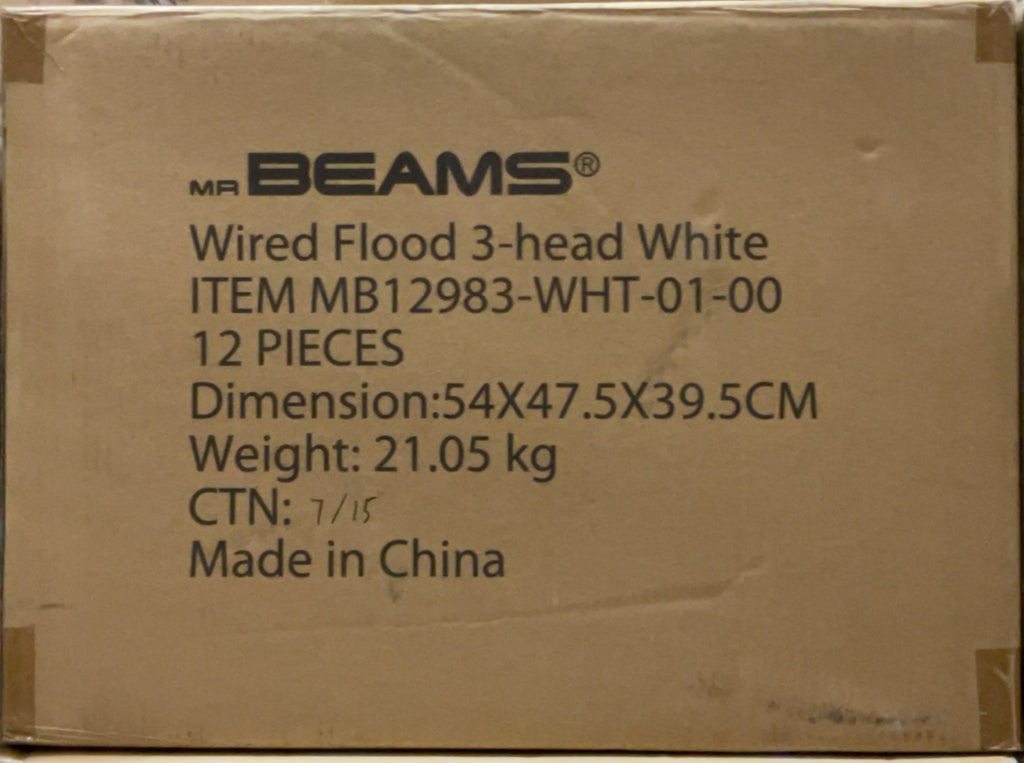 MR BEAMS®
Wired Flood 3-head White
ITEM MB12983-WHT-01-00
12 PIECES
Dimension:54X47.5X39.5CM
Weight: 21.05 kg
CTN: 7/15
Made in China